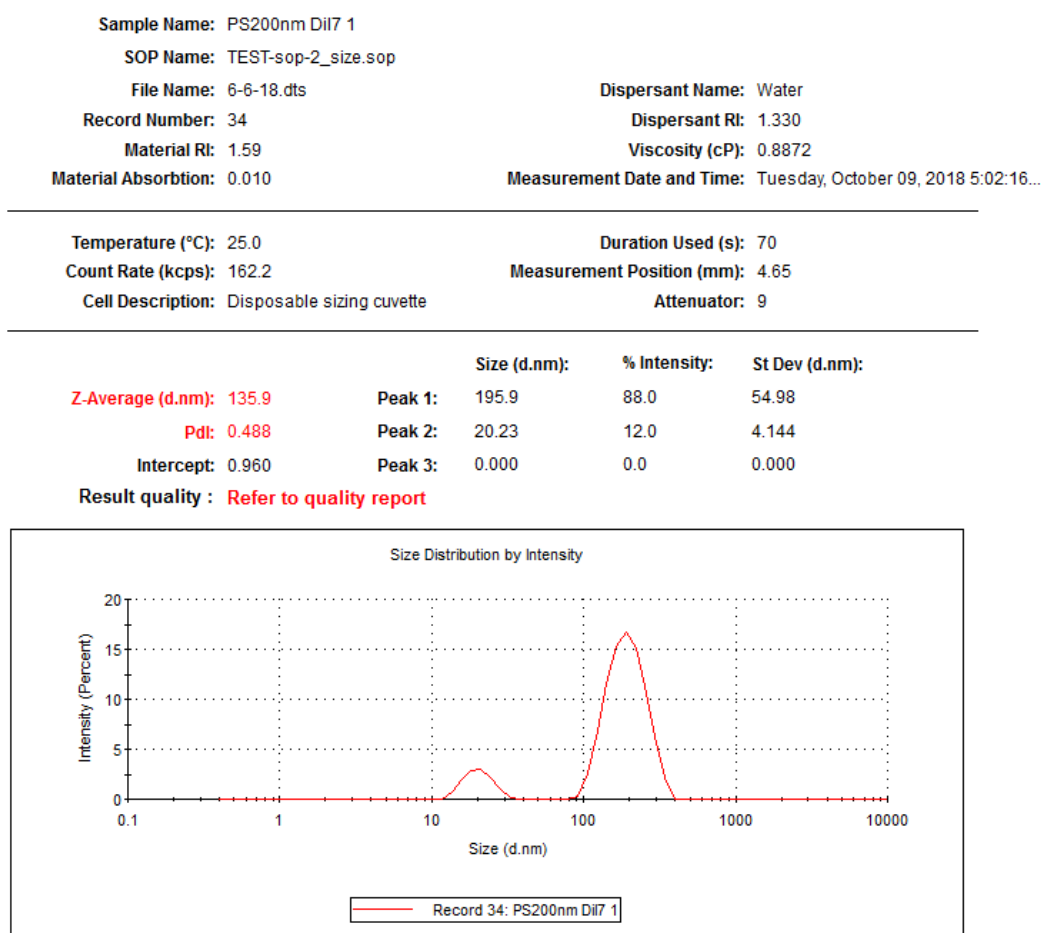 Sample Name: PS200nm Dil7 1
SOP Name: TEST-sop-2_size.sop
File Name: 6-6-18.dts Dispersant Name: Water
Record Number: 34 Dispersant RI: 1.330
Material RI: 1.59 Viscosity (cP): 0.8872
Material Absorbtion: 0.010 Measurement Date and Time: Tuesday, October 09, 2018 5:02:16...
Temperature (°C): 25.0 Duration Used (s): 70
Count Rate (kcps): 162.2 Measurement Position (mm): 4.65
Cell Description: Disposable sizing cuvette Attenuator: 9
Size (d.nm): % Intensity: St Dev (d.nm):
Z-Average (d.nm): 135.9 Peak 1: 195.9 88.0 54.98
PdI: 0.488 Peak 2: 20.23 12.0 4.144
Intercept: 0.960 Peak 3: 0.000 0.0 0.000
Result quality : Refer to quality report
Size Distribution by Intensity
Intensity (Percent)
20
15
10
5
0
0.1 1 10 100 1000 10000
Size (d.nm)
Record 34: PS200nm Dil7 1